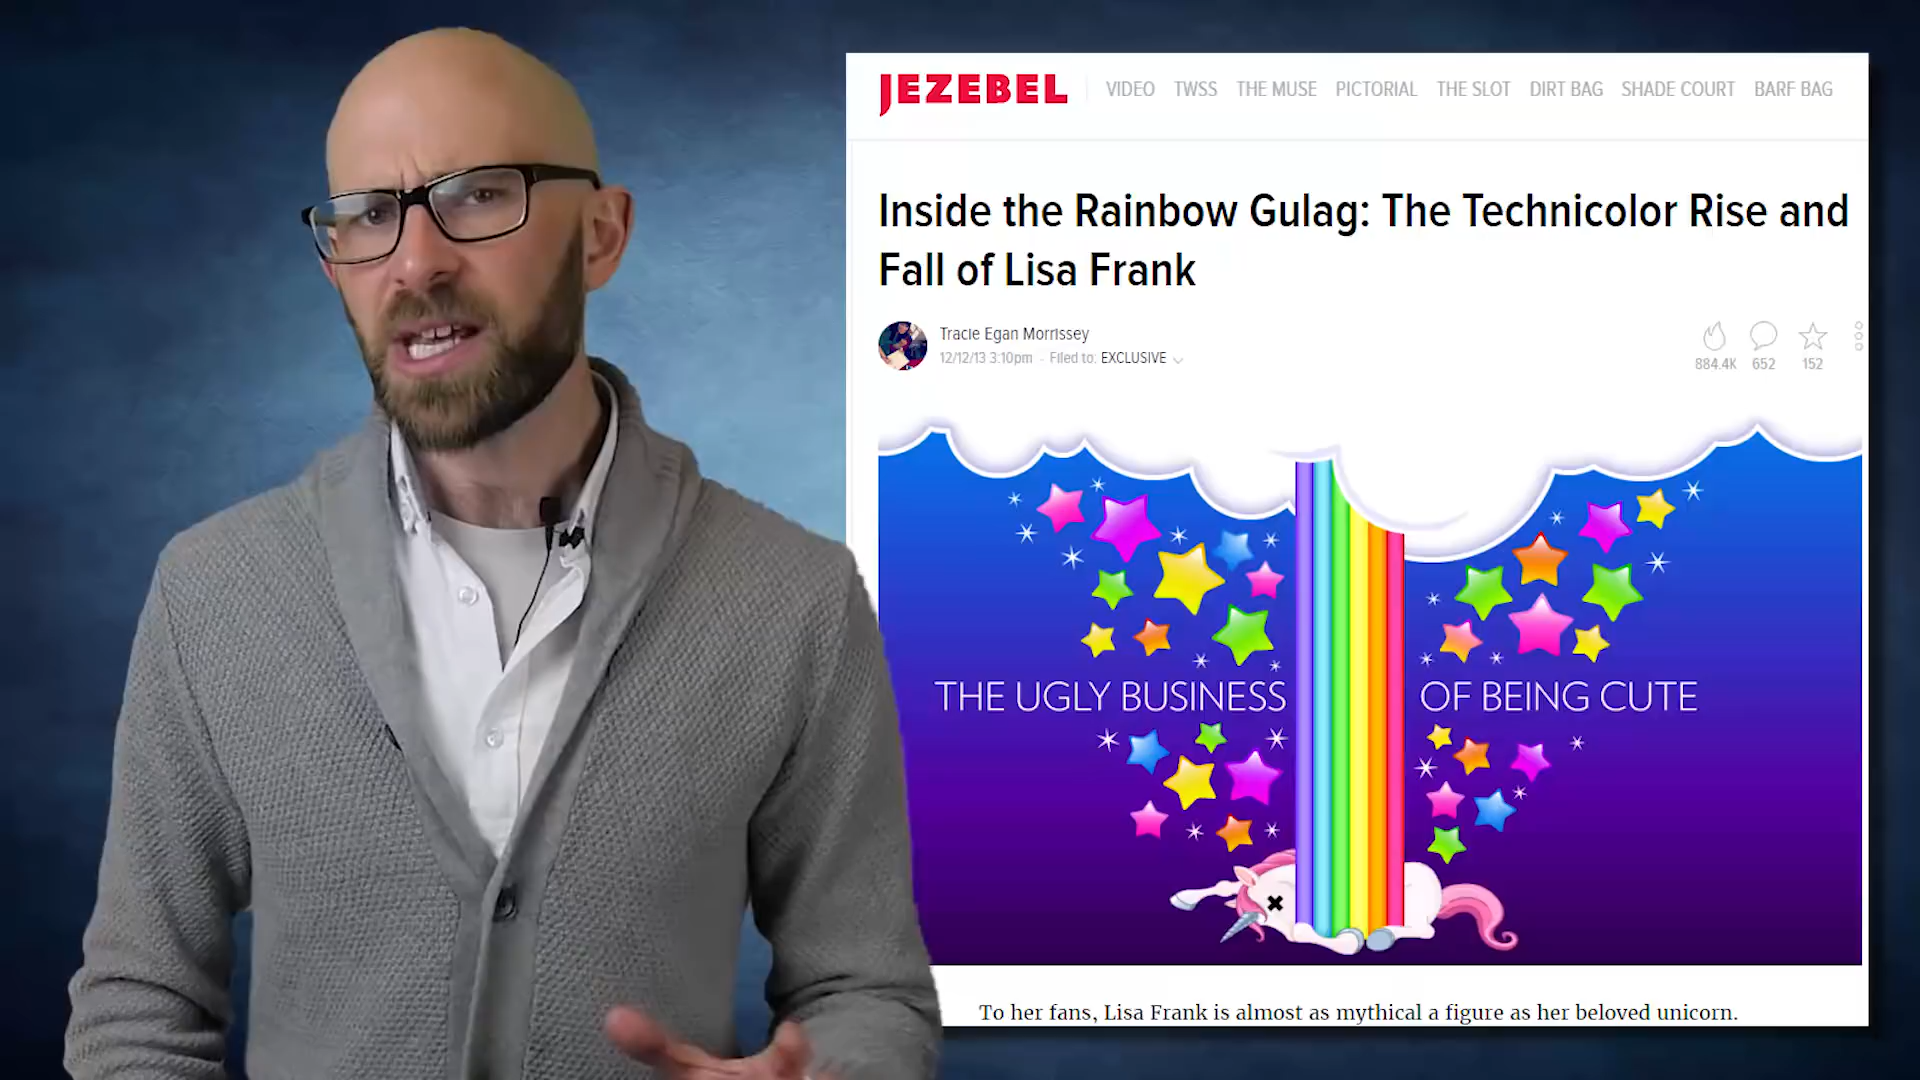 JEZEBEL
VIDEO TWSS THE MUSE PICTORIAL THE SLOT DIRT BAG SHADE COURT BARF BAG
Inside the Rainbow Gulag: The Technicolor Rise and
Fall of Lisa Frank
Tracie Egan Morrissey
12/12/13 3:10pm - Filed to: EXCLUSIVE
884.4K 652 152
THE UGLY BUSINESS OF BEING CUTE
To her fans, Lisa Frank is almost as mythical a figure as her beloved unicorn.